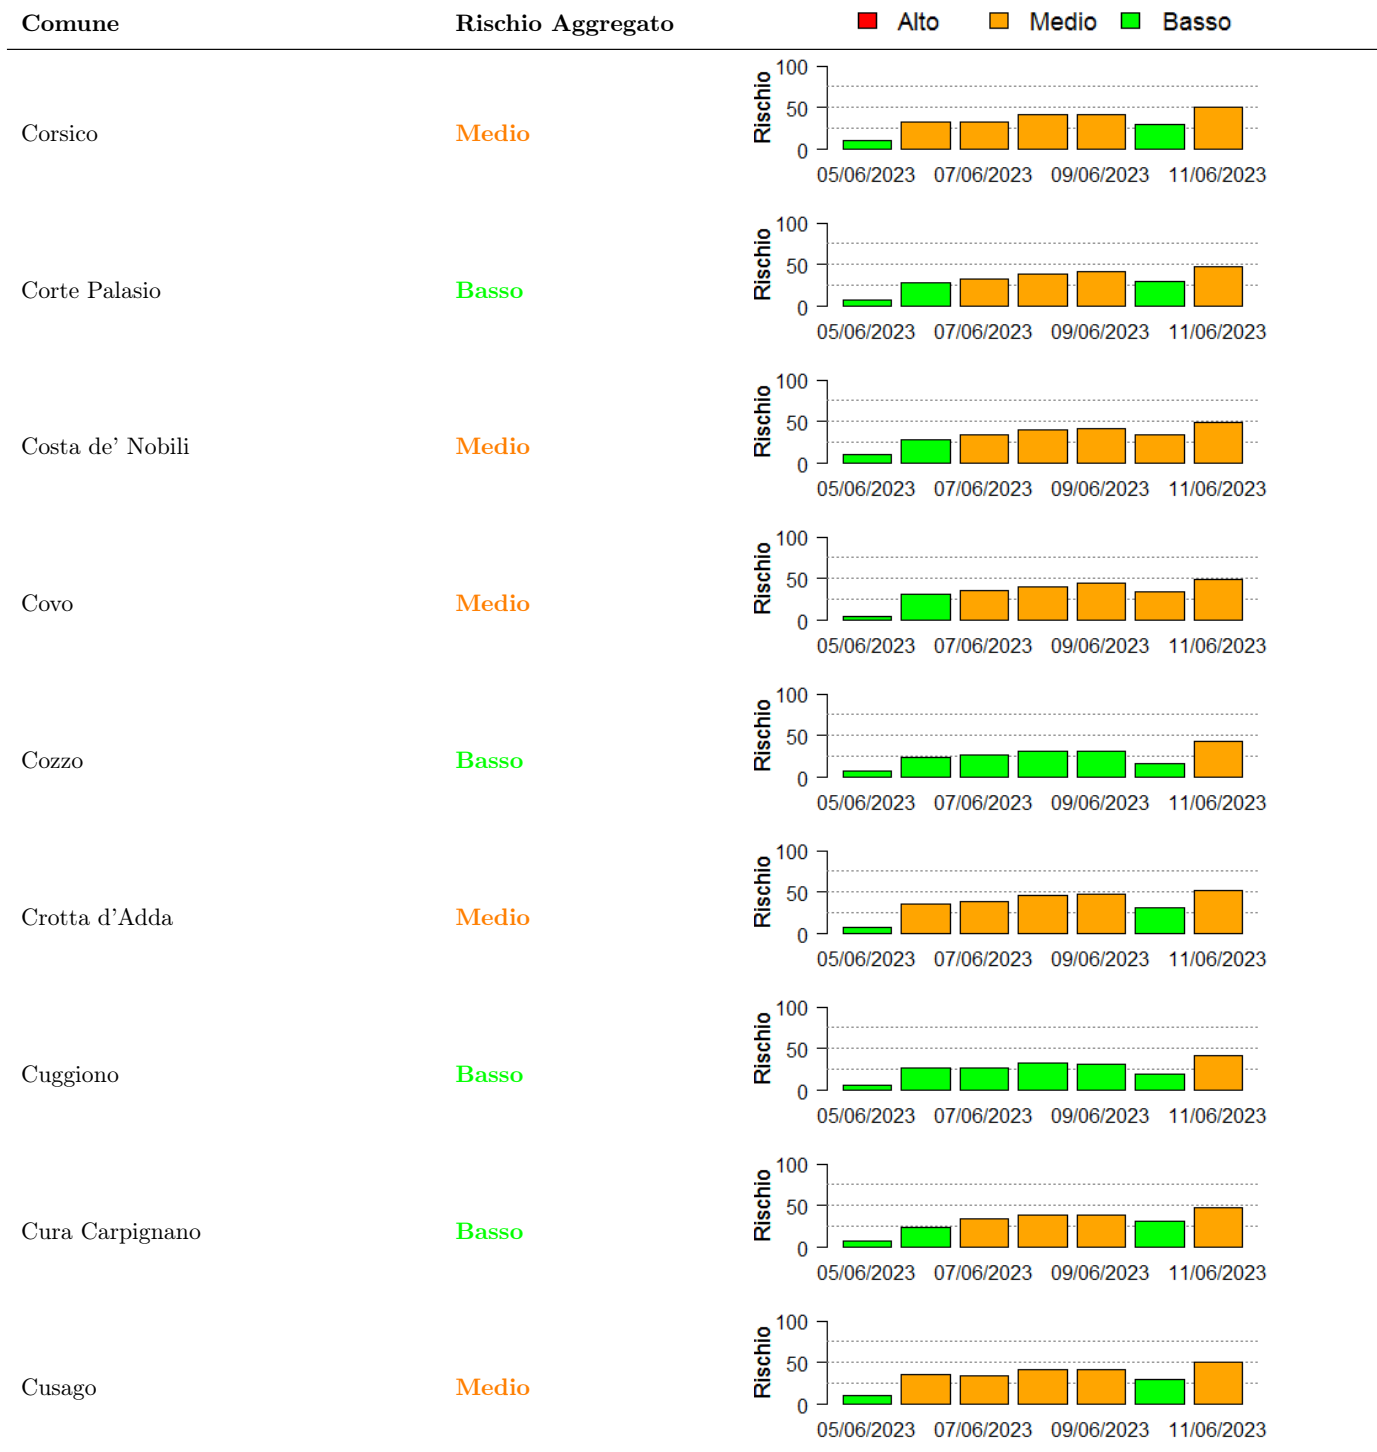 Comune Rischio Aggregato Alto Medio Basso
Corsico Medio Rischio 100 50 0
05/06/2023 07/06/2023 09/06/2023 11/06/2023
Corte Palasio Basso Rischio 100 50 0
05/06/2023 07/06/2023 09/06/2023 11/06/2023
Costa de' Nobili Medio Rischio 100 50 0
05/06/2023 07/06/2023 09/06/2023 11/06/2023
Covo Medio Rischio 100 50 0
05/06/2023 07/06/2023 09/06/2023 11/06/2023
Cozzo Basso Rischio 100 50 0
05/06/2023 07/06/2023 09/06/2023 11/06/2023
Crotta d'Adda Medio Rischio 100 50 0
05/06/2023 07/06/2023 09/06/2023 11/06/2023
Cuggiono Basso Rischio 100 50 0
05/06/2023 07/06/2023 09/06/2023 11/06/2023
Cura Carpignano Basso Rischio 100 50 0
05/06/2023 07/06/2023 09/06/2023 11/06/2023
Cusago Medio Rischio 100 50 0
05/06/2023 07/06/2023 09/06/2023 11/06/2023